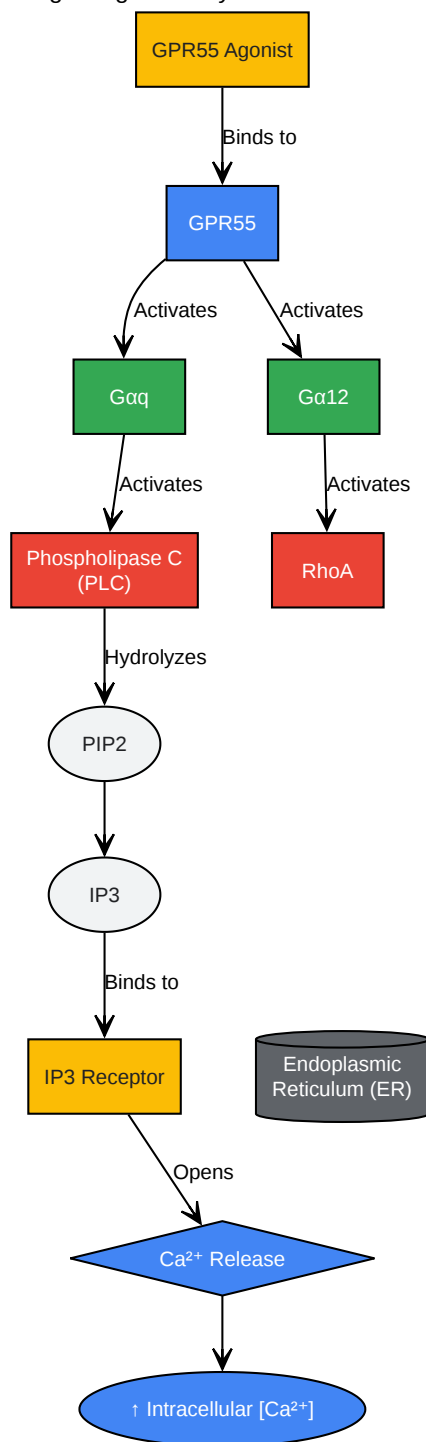 GPR55 Agonist
Binds to
GPR55
Activates
Activates
Gαq
Gα12
Activates
Activates
Phospholipase C
(PLC)
RhoA
Hydrolyzes
PIP2
IP3
Binds to
IP3 Receptor
Endoplasmic
Reticulum (ER)
Opens
Ca²⁺ Release
↑ Intracellular [Ca²⁺]